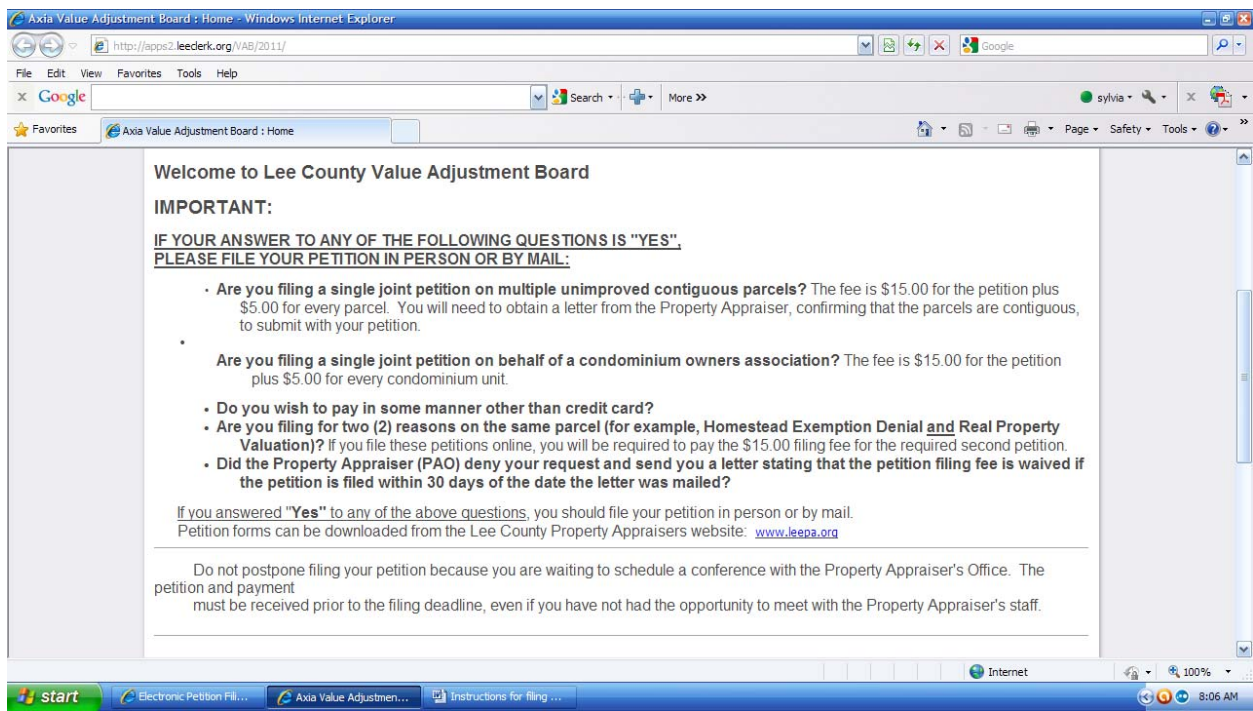 Axia Value Adjustment Board : Home - Windows Internet Explorer
http://apps2.leeclerk.org/VAB/2011/
Google
File Edit View Favorites Tools Help
x Google Search More >> sylvia x
Favorites Axia Value Adjustment Board : Home Page Safety Tools >>
Welcome to Lee County Value Adjustment Board
IMPORTANT:
IF YOUR ANSWER TO ANY OF THE FOLLOWING QUESTIONS IS "YES",
PLEASE FILE YOUR PETITION IN PERSON OR BY MAIL:
• Are you filing a single joint petition on multiple unimproved contiguous parcels? The fee is $15.00 for the petition plus
$5.00 for every parcel. You will need to obtain a letter from the Property Appraiser, confirming that the parcels are contiguous,
to submit with your petition.
•
Are you filing a single joint petition on behalf of a condominium owners association? The fee is $15.00 for the petition
plus $5.00 for every condominium unit.
• Do you wish to pay in some manner other than credit card?
• Are you filing for two (2) reasons on the same parcel (for example, Homestead Exemption Denial and Real Property
Valuation)? If you file these petitions online, you will be required to pay the $15.00 filing fee for the required second petition.
• Did the Property Appraiser (PAO) deny your request and send you a letter stating that the petition filing fee is waived if
the petition is filed within 30 days of the date the letter was mailed?
If you answered "Yes" to any of the above questions, you should file your petition in person or by mail.
Petition forms can be downloaded from the Lee County Property Appraisers website: www.leepa.org
Do not postpone filing your petition because you are waiting to schedule a conference with the Property Appraiser's Office. The
petition and payment
must be received prior to the filing deadline, even if you have not had the opportunity to meet with the Property Appraiser's staff.
Internet 100%
start Electronic Petition Fili... Axia Value Adjustmen... Instructions for filing ... 8:06 AM